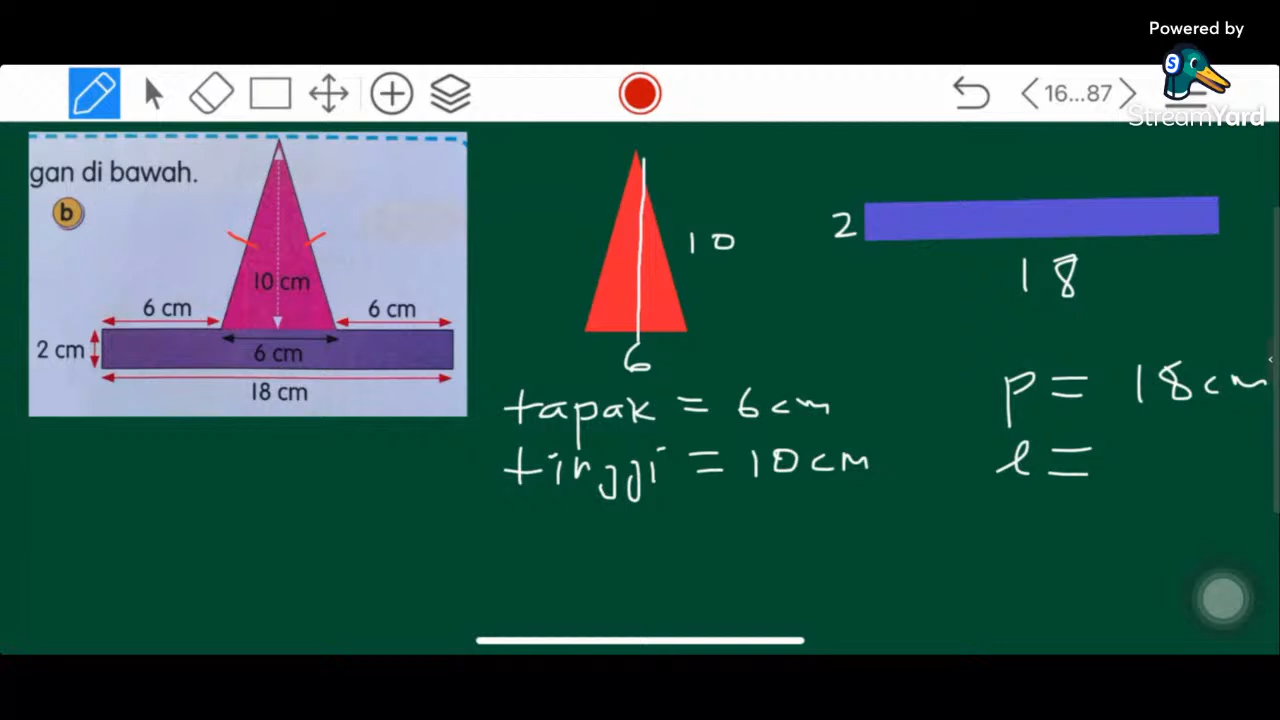 Powered by
StreamYard
16...87
gan di bawah.
b
10 cm
6 cm
6 cm
2 cm
6 cm
18 cm
10
6
tapak = 6cm
tinggi = 10cm
2
18
p = 18cm
l =